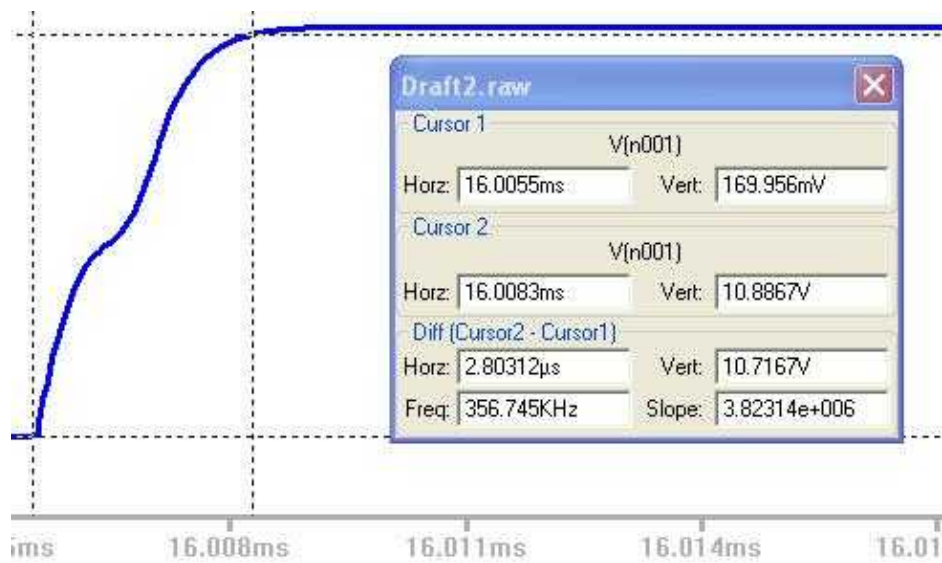 Draft2.raw
Cursor 1
V(n001)
Horz: 16.0055ms Vert: 169.956mV
Cursor 2
V(n001)
Horz: 16.0083ms Vert: 10.8867V
Diff (Cursor2 - Cursor1)
Horz: 2.80312µs Vert: 10.7167V
Freq: 356.745KHz Slope: 3.82314e+006
16.008ms 16.011ms 16.014ms